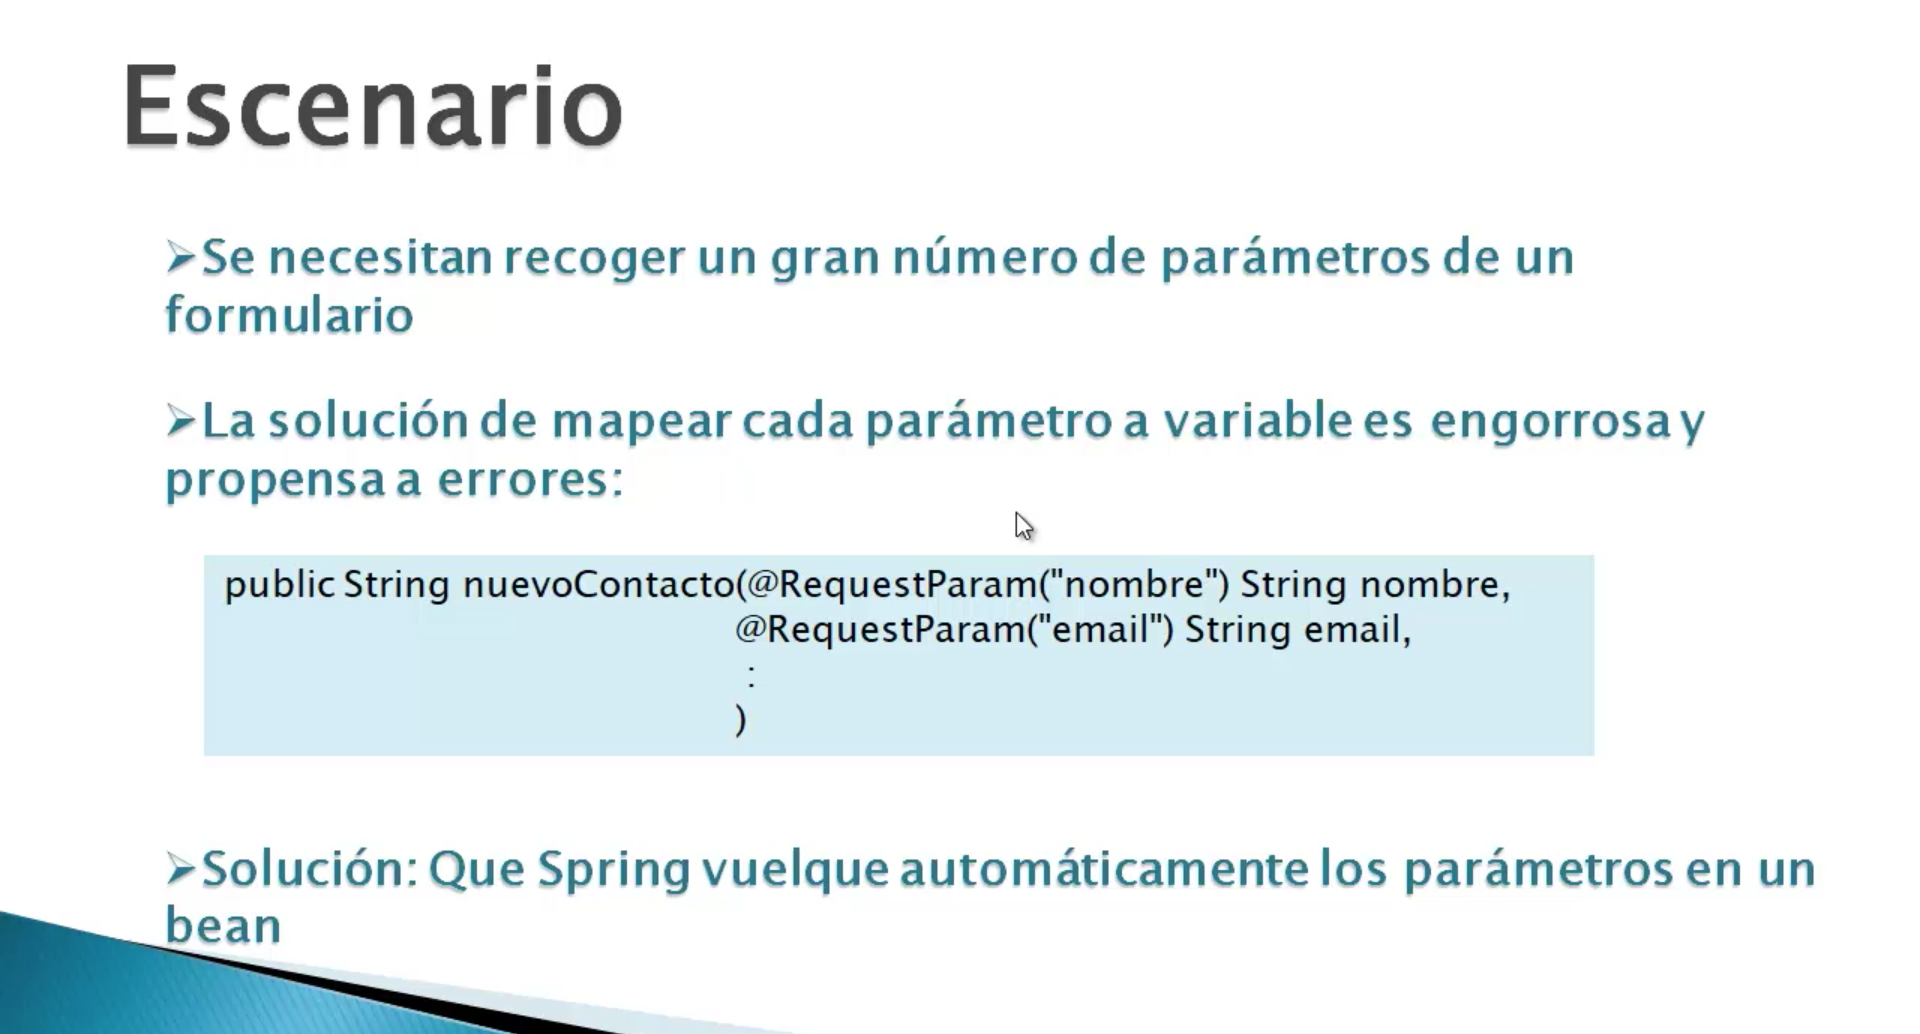 Escenario
➢Se necesitan recoger un gran número de parámetros de un
formulario
➢La solución de mapear cada parámetro a variable es engorrosa y
propensa a errores:
public String nuevoContacto(@RequestParam("nombre") String nombre,
@RequestParam("email") String email,
:
)
➢Solución: Que Spring vuelque automáticamente los parámetros en un
bean